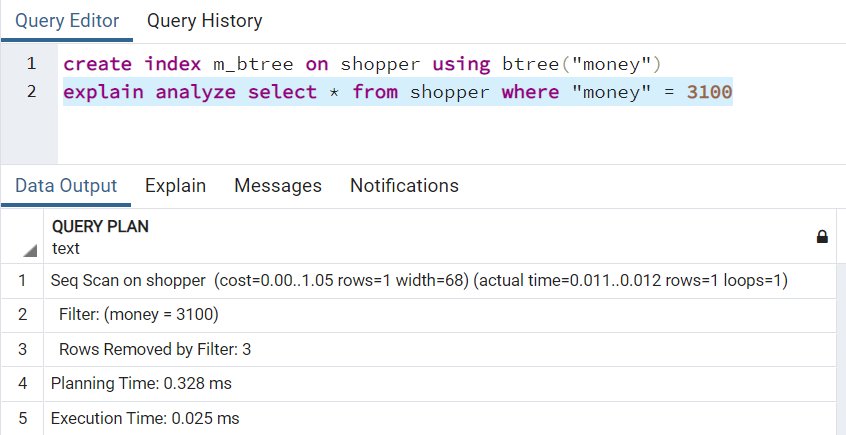 Query Editor Query History
1 create index m_btree on shopper using btree("money")
2 explain analyze select * from shopper where "money" = 3100
Data Output Explain Messages Notifications
QUERY PLAN
text
1 Seq Scan on shopper (cost=0.00..1.05 rows=1 width=68) (actual time=0.011..0.012 rows=1 loops=1)
2 Filter: (money = 3100)
3 Rows Removed by Filter: 3
4 Planning Time: 0.328 ms
5 Execution Time: 0.025 ms